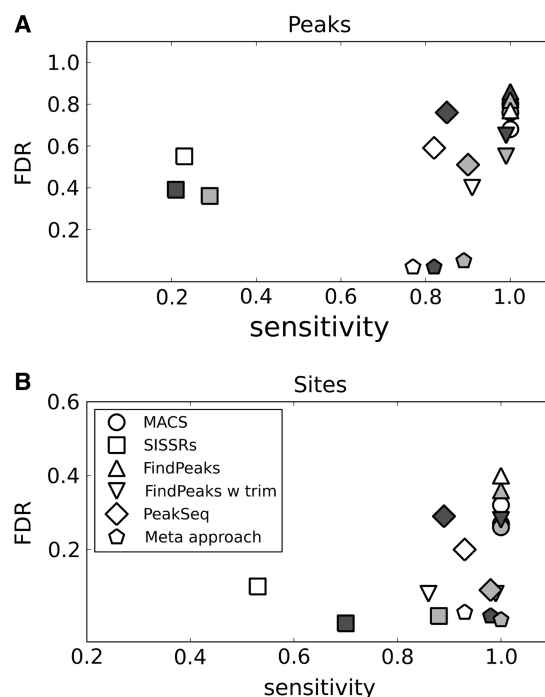 A
Peaks
1.0
0.8
0.6
0.4
0.2
FDR
0.2 0.4 0.6 0.8 1.0
sensitivity
B
Sites
0.6
0.4
0.2
FDR
MACS
SISSRs
FindPeaks
FindPeaks w trim
PeakSeq
Meta approach
0.2 0.4 0.6 0.8 1.0
sensitivity